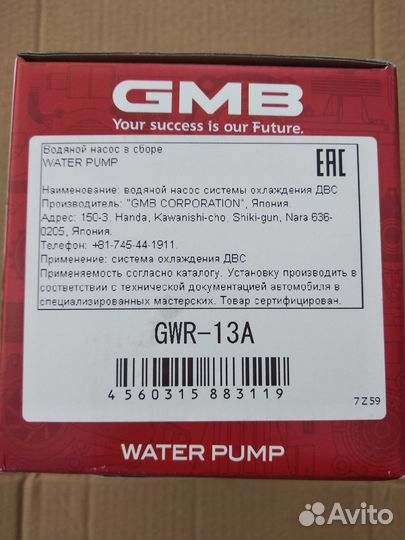 GMB
Your success is our Future.
Водяной насос в сборе
WATER PUMP
EAC
Наименование: водяной насос системы охлаждения ДВС
Производитель: "GMB CORPORATION", Япония.
Адрес: 150-3, Handa, Kawanishi-cho, Shiki-gun, Nara 636-
0205, Япония.
Телефон: +81-745-44-1911.
Применение: система охлаждения ДВС
Применяемость согласно каталогу. Установку производить в
соответствии с технической документацией автомобиля в
специализированных мастерских. Товар сертифицирован.
GWR-13A
4 560315 883119
7Z59
WATER PUMP
Avito